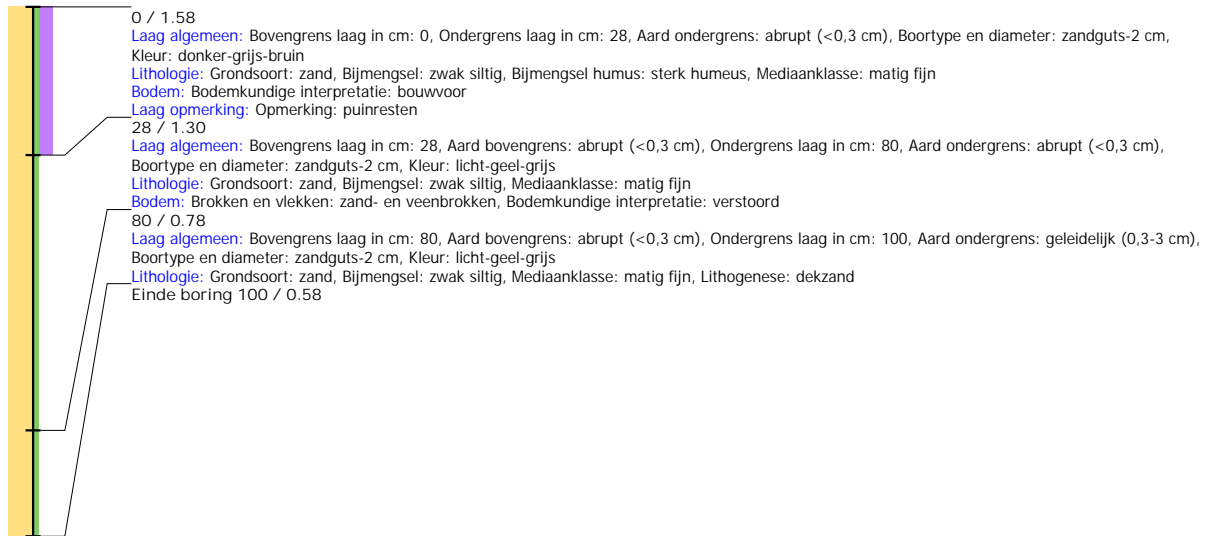 0 / 1.58
Laag algemeen: Bovengrens laag in cm: 0, Ondergrens laag in cm: 28, Aard ondergrens: abrupt (<0,3 cm), Boortype en diameter: zandguts-2 cm,
Kleur: donker-grijs-bruin
Lithologie: Grondsoort: zand, Bijmengsel: zwak siltig, Bijmengsel humus: sterk humeus, Mediaanklasse: matig fijn
Bodem: Bodemkundige interpretatie: bouwvoor
Laag opmerking: Opmerking: puinresten
28 / 1.30
Laag algemeen: Bovengrens laag in cm: 28, Aard bovengrens: abrupt (<0,3 cm), Ondergrens laag in cm: 80, Aard ondergrens: abrupt (<0,3 cm),
Boortype en diameter: zandguts-2 cm, Kleur: licht-geel-grijs
Lithologie: Grondsoort: zand, Bijmengsel: zwak siltig, Mediaanklasse: matig fijn
Bodem: Brokken en vlekken: zand- en veenbrokken, Bodemkundige interpretatie: verstoord
80 / 0.78
Laag algemeen: Bovengrens laag in cm: 80, Aard bovengrens: abrupt (<0,3 cm), Ondergrens laag in cm: 100, Aard ondergrens: geleidelijk (0,3-3 cm),
Boortype en diameter: zandguts-2 cm, Kleur: licht-geel-grijs
Lithologie: Grondsoort: zand, Bijmengsel: zwak siltig, Mediaanklasse: matig fijn, Lithogenese: dekzand
Einde boring 100 / 0.58